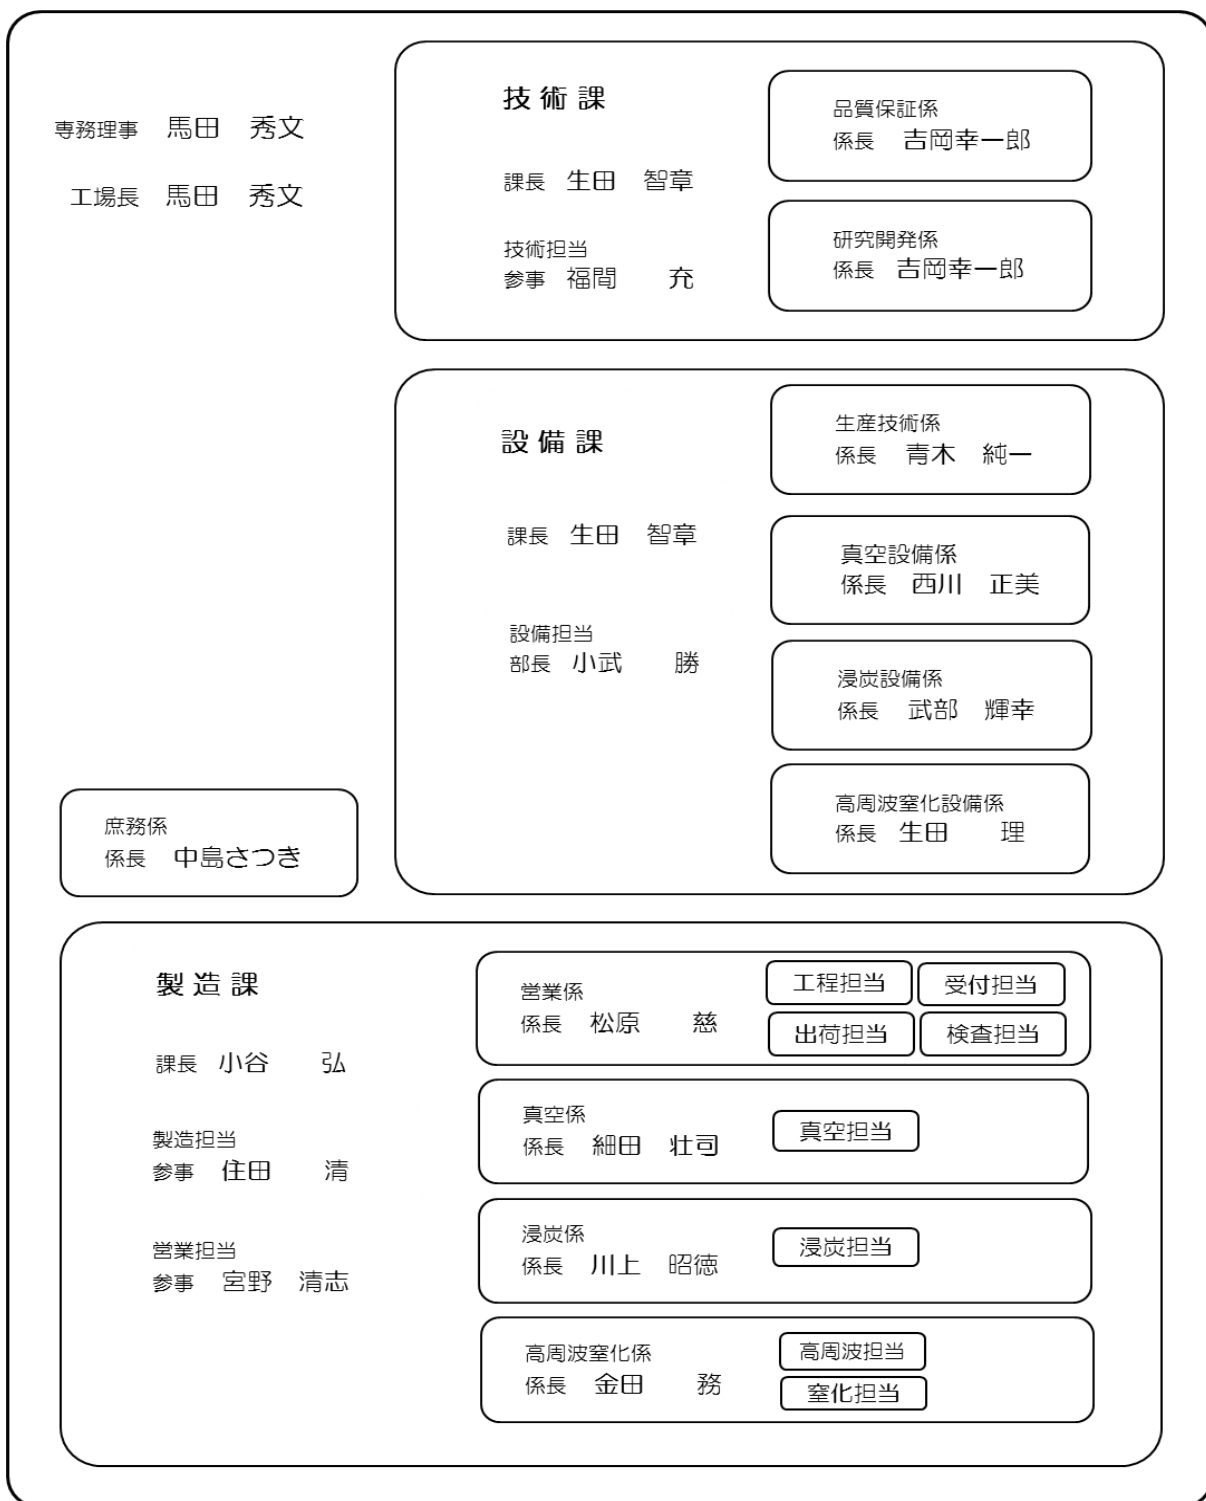 専務理事 馬田 秀文
工場長 馬田 秀文
技術課
課長 生田 智章
技術担当
参事 福間 充
品質保証係
係長 吉岡幸一郎
研究開発係
係長 吉岡幸一郎
設備課
課長 生田 智章
設備担当
部長 小武 勝
生産技術係
係長 青木 純一
真空設備係
係長 西川 正美
浸炭設備係
係長 武部 輝幸
高周波窒化設備係
係長 生田 理
庶務係
係長 中島さつき
製造課
課長 小谷 弘
製造担当
参事 住田 清
営業担当
参事 宮野 清志
営業係
係長 松原 慈
工程担当
受付担当
出荷担当
検査担当
真空係
係長 細田 壮司
真空担当
浸炭係
係長 川上 昭徳
浸炭担当
高周波窒化係
係長 金田 務
高周波担当
窒化担当